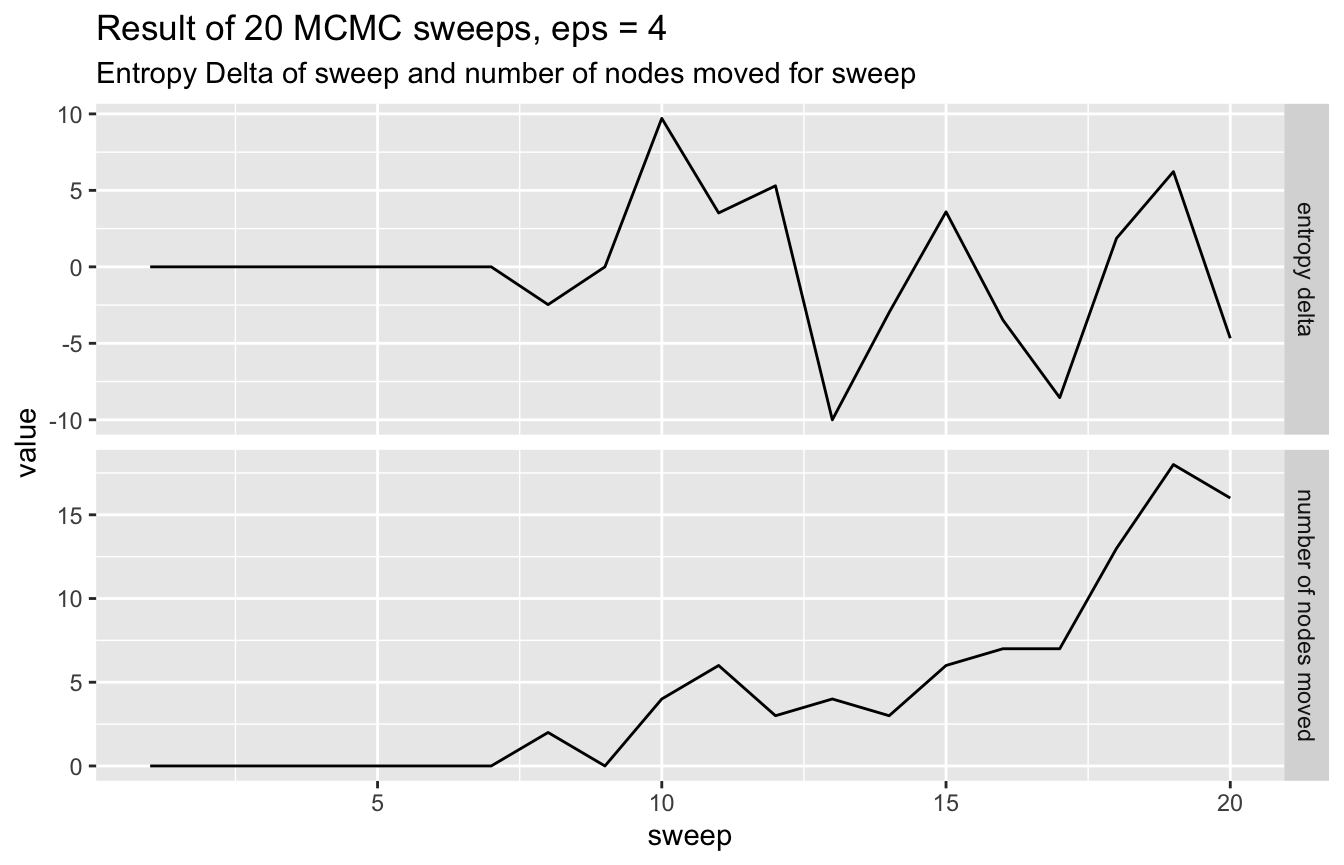 Result of 20 MCMC sweeps, eps = 4
Entropy Delta of sweep and number of nodes moved for sweep
10
5
0
-5
-10
entropy delta
value
15
10
5
0
number of nodes moved
5
10
15
20
sweep